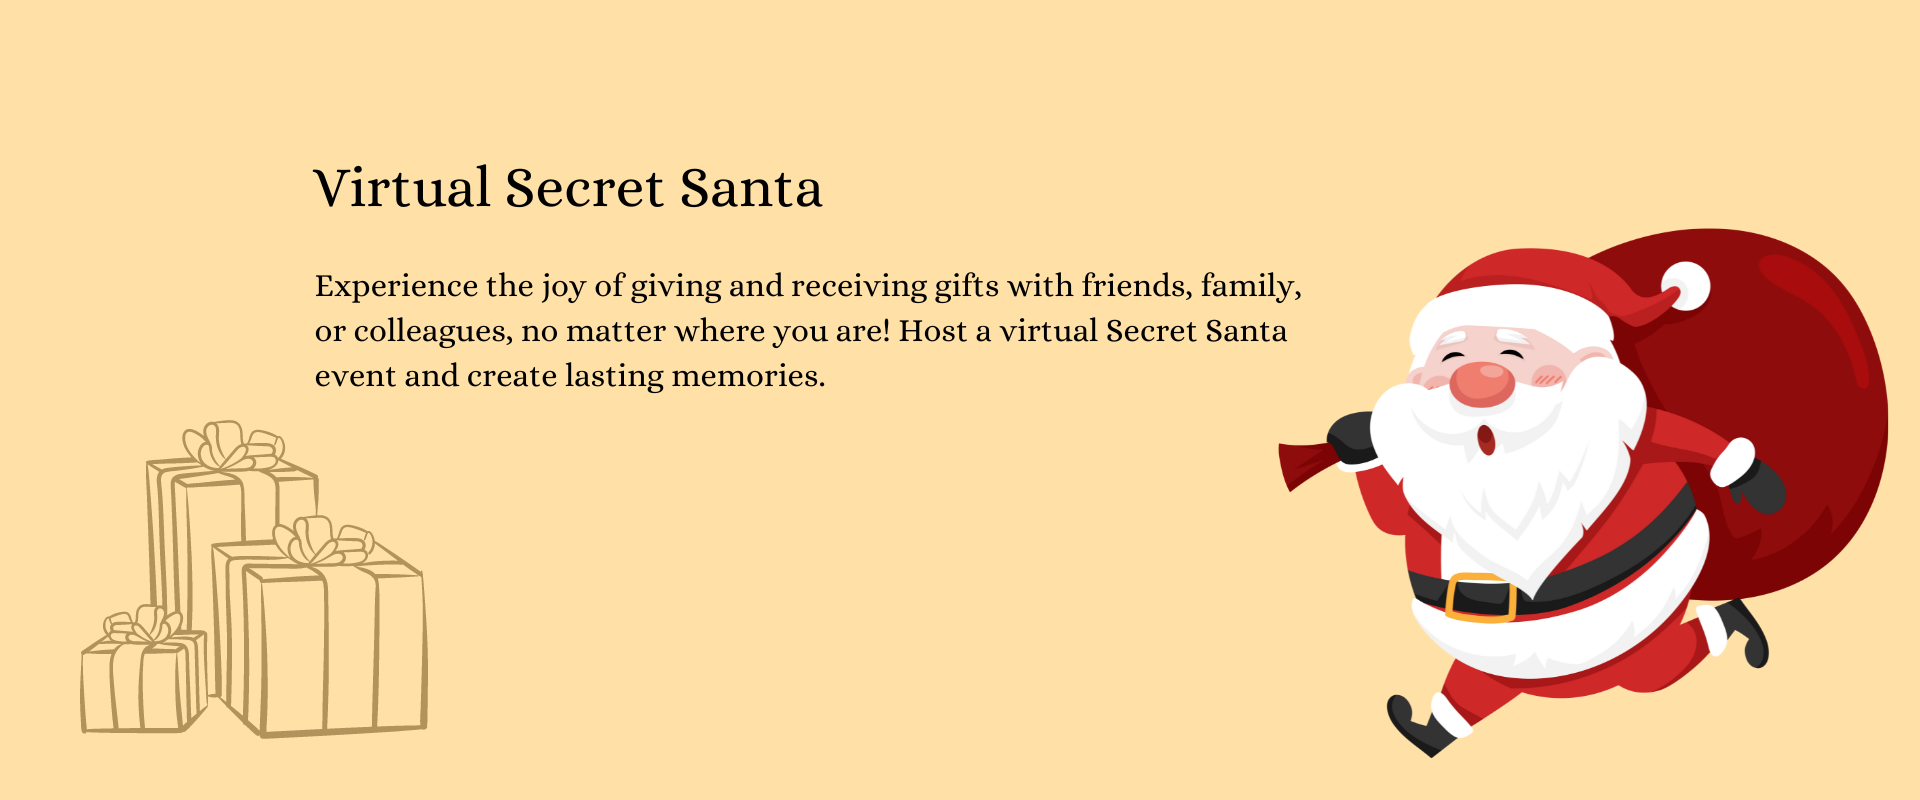 Virtual Secret Santa
Experience the joy of giving and receiving gifts with friends, family,
or colleagues, no matter where you are! Host a virtual Secret Santa
event and create lasting memories.